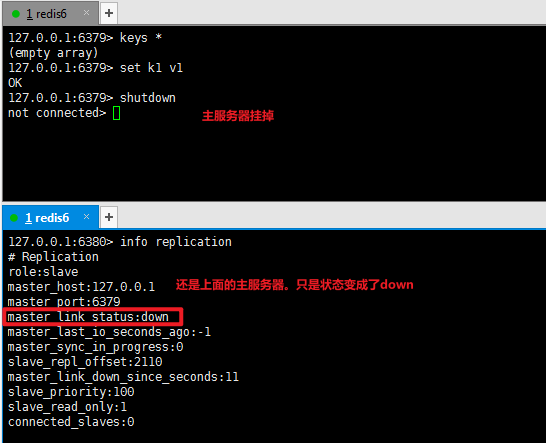 1 redis6
127.0.0.1:6379> keys *
(empty array)
127.0.0.1:6379> set k1 v1
OK
127.0.0.1:6379> shutdown
not connected>
主服务器挂掉
1 redis6
127.0.0.1:6380> info replication
# Replication
role:slave
master_host:127.0.0.1
还是上面的主服务器。只是状态变成了down
master_port:6379
master_link_status:down
master_last_io_seconds_ago:-1
master_sync_in_progress:0
slave_repl_offset:2110
master_link_down_since_seconds:11
slave_priority:100
slave_read_only:1
connected_slaves:0